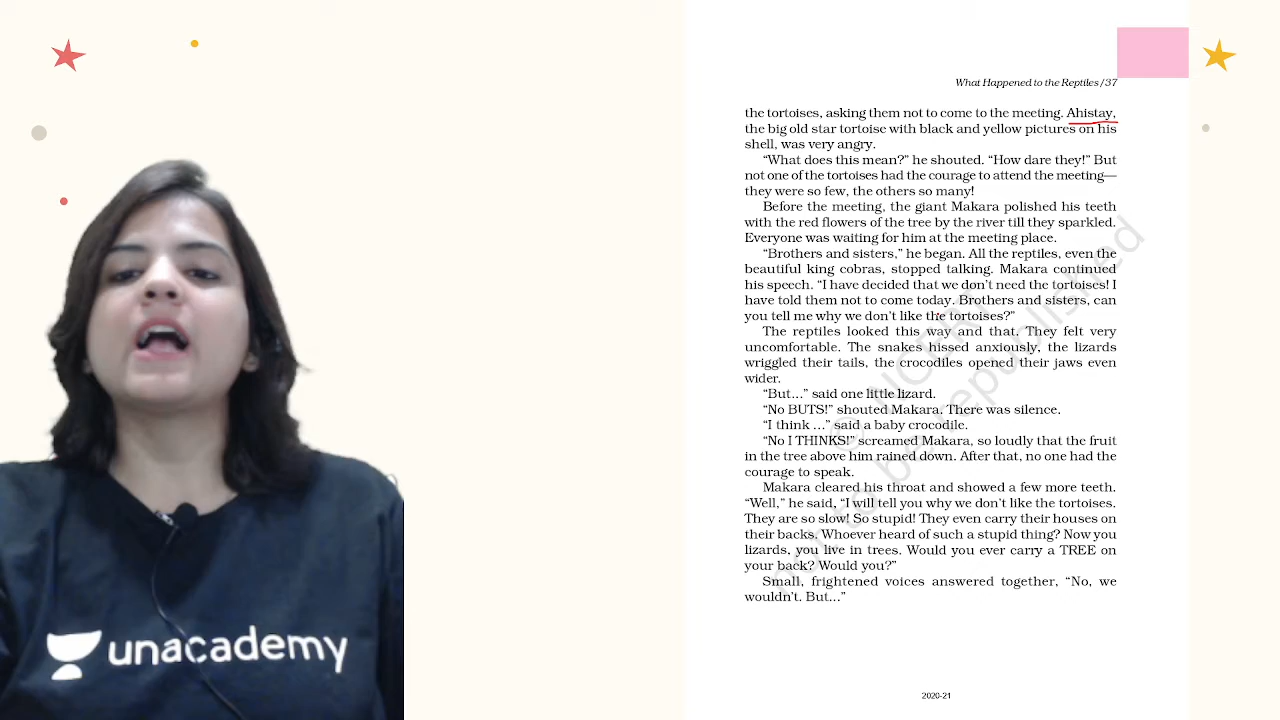 What Happened to the Reptiles/37
the tortoises, asking them not to come to the meeting. Ahistay,
the big old star tortoise with black and yellow pictures on his
shell, was very angry.
“What does this mean?” he shouted. “How dare they!” But
not one of the tortoises had the courage to attend the meeting—
they were so few, the others so many!
Before the meeting, the giant Makara polished his teeth
with the red flowers of the tree by the river till they sparkled.
Everyone was waiting for him at the meeting place.
“Brothers and sisters,” he began. All the reptiles, even the
beautiful king cobras, stopped talking. Makara continued
his speech. “I have decided that we don’t need the tortoises! I
have told them not to come today. Brothers and sisters, can
you tell me why we don’t like the tortoises?”
The reptiles looked this way and that. They felt very
uncomfortable. The snakes hissed anxiously, the lizards
wriggled their tails, the crocodiles opened their jaws even
wider.
“But...” said one little lizard.
“No BUTS!” shouted Makara. There was silence.
“I think ...” said a baby crocodile.
“No I THINKS!” screamed Makara, so loudly that the fruit
in the tree above him rained down. After that, no one had the
courage to speak.
Makara cleared his throat and showed a few more teeth.
“Well,” he said, “I will tell you why we don’t like the tortoises.
They are so slow! So stupid! They even carry their houses on
their backs. Whoever heard of such a stupid thing? Now you
lizards, you live in trees. Would you ever carry a TREE on
your back? Would you?”
Small, frightened voices answered together, “No, we
wouldn’t. But...”
2020-21
© NCERT
not to be republished
unacademy